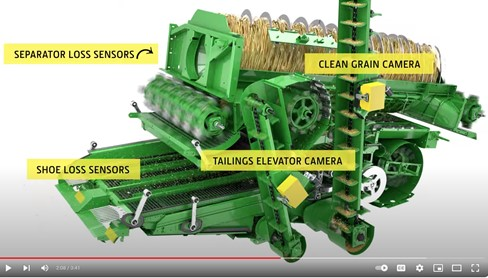 SEPARATOR LOSS SENSORS
CLEAN GRAIN CAMERA
TAILINGS ELEVATOR CAMERA
SHOE LOSS SENSORS